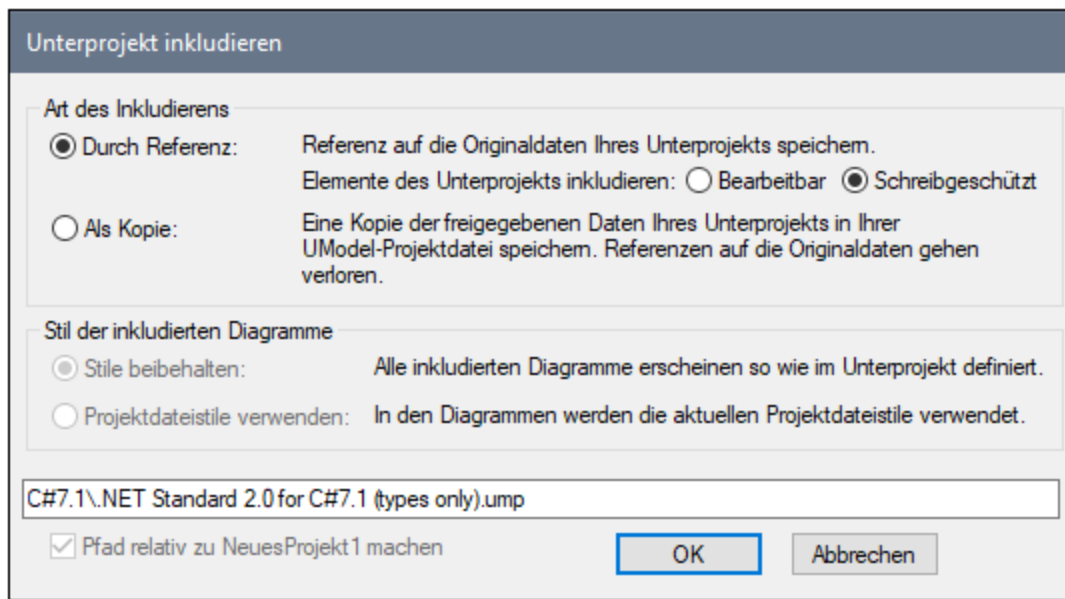 Unterprojekt inkludieren
Art des Inkludierens
Durch Referenz: Referenz auf die Originaldaten Ihres Unterprojekts speichern.
Elemente des Unterprojekts inkludieren: Bearbeitbar Schreibgeschützt
Als Kopie: Eine Kopie der freigegebenen Daten Ihres Unterprojekts in Ihrer
UModel-Projektdatei speichern. Referenzen auf die Originaldaten gehen
verloren.
Stil der inkludierten Diagramme
Stile beibehalten: Alle inkludierten Diagramme erscheinen so wie im Unterprojekt definiert.
Projektdateistile verwenden: In den Diagrammen werden die aktuellen Projektdateistile verwendet.
C#7.1\.NET Standard 2.0 for C#7.1 (types only).ump
Pfad relativ zu NeuesProjekt1 machen OK Abbrechen